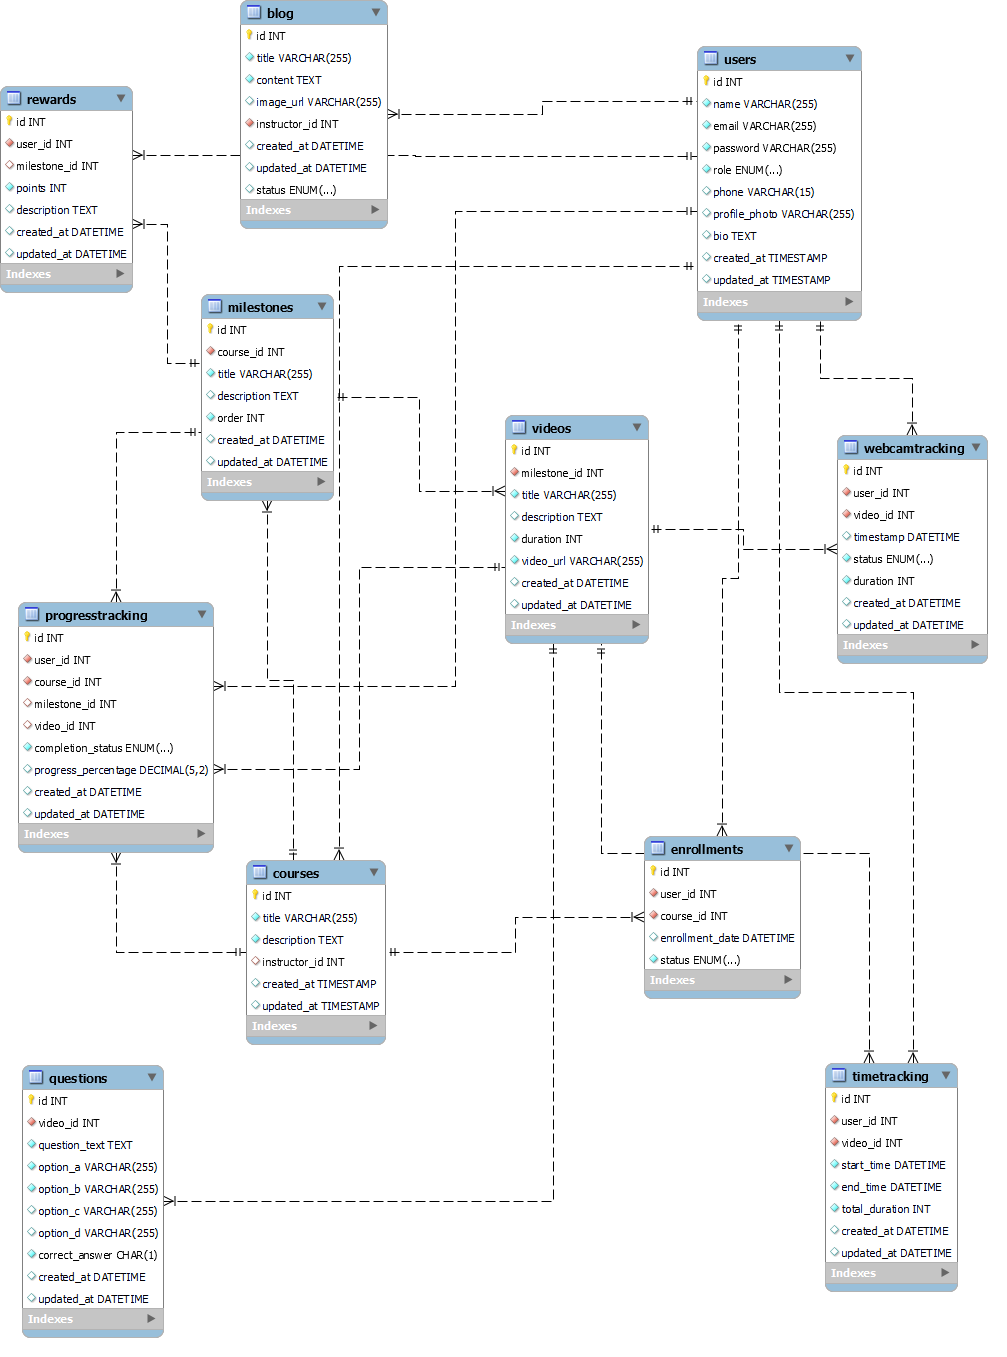 blog
id INT
title VARCHAR(255)
content TEXT
image_url VARCHAR(255)
instructor_id INT
created_at DATETIME
updated_at DATETIME
status ENUM(...)
Indexes
users
id INT
name VARCHAR(255)
email VARCHAR(255)
password VARCHAR(255)
role ENUM(...)
phone VARCHAR(15)
profile_photo VARCHAR(255)
bio TEXT
created_at TIMESTAMP
updated_at TIMESTAMP
Indexes
rewards
id INT
user_id INT
milestone_id INT
points INT
description TEXT
created_at DATETIME
updated_at DATETIME
Indexes
milestones
id INT
course_id INT
title VARCHAR(255)
description TEXT
order INT
created_at DATETIME
updated_at DATETIME
Indexes
videos
id INT
milestone_id INT
title VARCHAR(255)
description TEXT
duration INT
video_url VARCHAR(255)
created_at DATETIME
updated_at DATETIME
Indexes
webcamtracking
id INT
user_id INT
video_id INT
timestamp DATETIME
status ENUM(...)
duration INT
created_at DATETIME
updated_at DATETIME
Indexes
progresstracking
id INT
user_id INT
course_id INT
milestone_id INT
video_id INT
completion_status ENUM(...)
progress_percentage DECIMAL(5,2)
created_at DATETIME
updated_at DATETIME
Indexes
courses
id INT
title VARCHAR(255)
description TEXT
instructor_id INT
created_at TIMESTAMP
updated_at TIMESTAMP
Indexes
enrollments
id INT
user_id INT
course_id INT
enrollment_date DATETIME
status ENUM(...)
Indexes
questions
id INT
video_id INT
question_text TEXT
option_a VARCHAR(255)
option_b VARCHAR(255)
option_c VARCHAR(255)
option_d VARCHAR(255)
correct_answer CHAR(1)
created_at DATETIME
updated_at DATETIME
Indexes
timetracking
id INT
user_id INT
video_id INT
start_time DATETIME
end_time DATETIME
total_duration INT
created_at DATETIME
updated_at DATETIME
Indexes